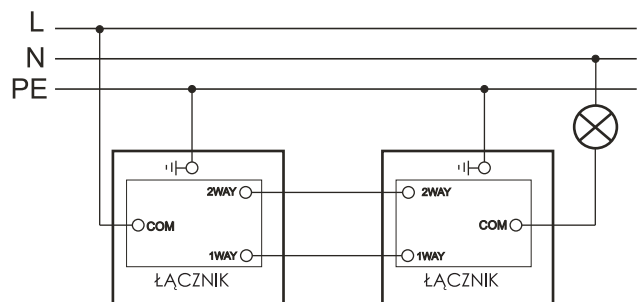 L
N
PE
2WAY 2WAY
COM COM
1WAY 1WAY
ŁĄCZNIK ŁĄCZNIK